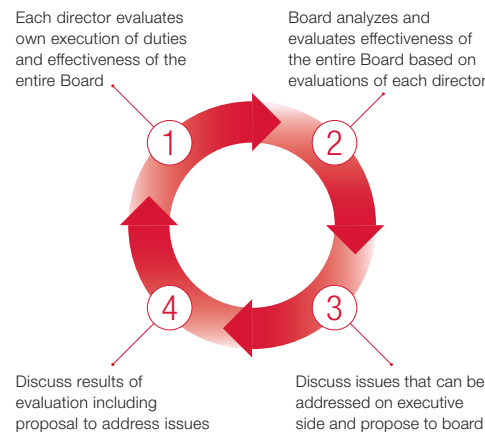 Each director evaluates
own execution of duties
and effectiveness of the
entire Board
Board analyzes and
evaluates effectiveness of
the entire Board based on
evaluations of each director
1
2
4
3
Discuss results of
evaluation including
proposal to address issues
Discuss issues that can be
addressed on executive
side and propose to board